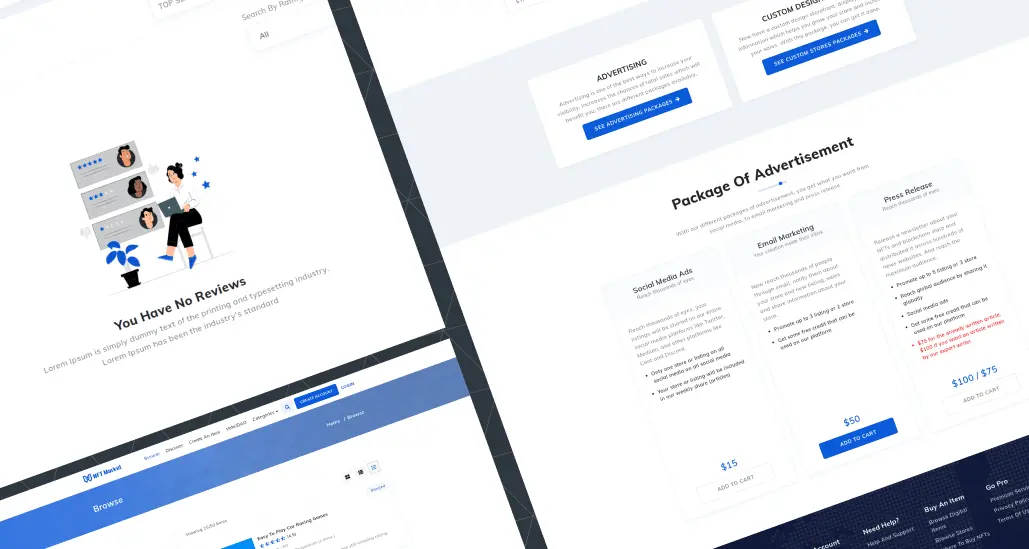 TOP SE
Search By Rating
All
You Have No Reviews
Lorem Ipsum is simply dummy text of the printing and typesetting industry.
Lorem Ipsum has been the industry's standard
NFT Market
Browse
Discover
Create An Item
Categories
CREATE ACCOUNT
LOGIN
Browse
Home / Browse
Easy To Play Car Racing Games
ADVERTISING
Advertising is one of the best ways to increase your
visibility, increases the chances of total sales which will
benefit you, there are different packages available.
SEE ADVERTISING PACKAGES →
CUSTOM DESIGN
Now have a custom design storefront, display
information which helps you grow your store and increase
your sales. With this package, you can get it done.
SEE CUSTOM STORES PACKAGES →
Package Of Advertisement
With our different packages of advertisement, you get what you want from
social media, to email marketing and press release
Social Media Ads
Reach thousands of eyes
Reach thousand of eyes, your
listings will be shared on our entire
social media platforms like Twitter,
Medium, and other platforms like
and Discord.
Only one store or listing on all
social media on all social media
Your store or listing will be included
in our weekly share (article)
$15
ADD TO CART
Email Marketing
Your creation inside their inbox
Now reach thousands of people
through email, notify them about
your store and new listing, sales
and share information about your
store.
Promote up to 3 listing or 2 store
Get some free credit that can be
used on our platform
$50
ADD TO CART
Press Release
Reach thousands of eyes
Release a newsletter about your
NFTs and blockchain store and
distributed it across hundreds of
news websites. And reach the
maximum audience.
Promote up to 5 listing or 3 store
Reach global audience by sharing it
globally
Social media ads
Get some free credit that can be
used on our platform
$75 for the already written article,
$100 if you want an article written
by our expert writer
$100 / $75
ADD TO CART
Account
Need Help?
Help And Support
Buy An Item
Browse Digital
Items
Browse Stores
Where To Buy NFTs
Go Pro
Premium Servi
Privacy Policy
Terms Of Us